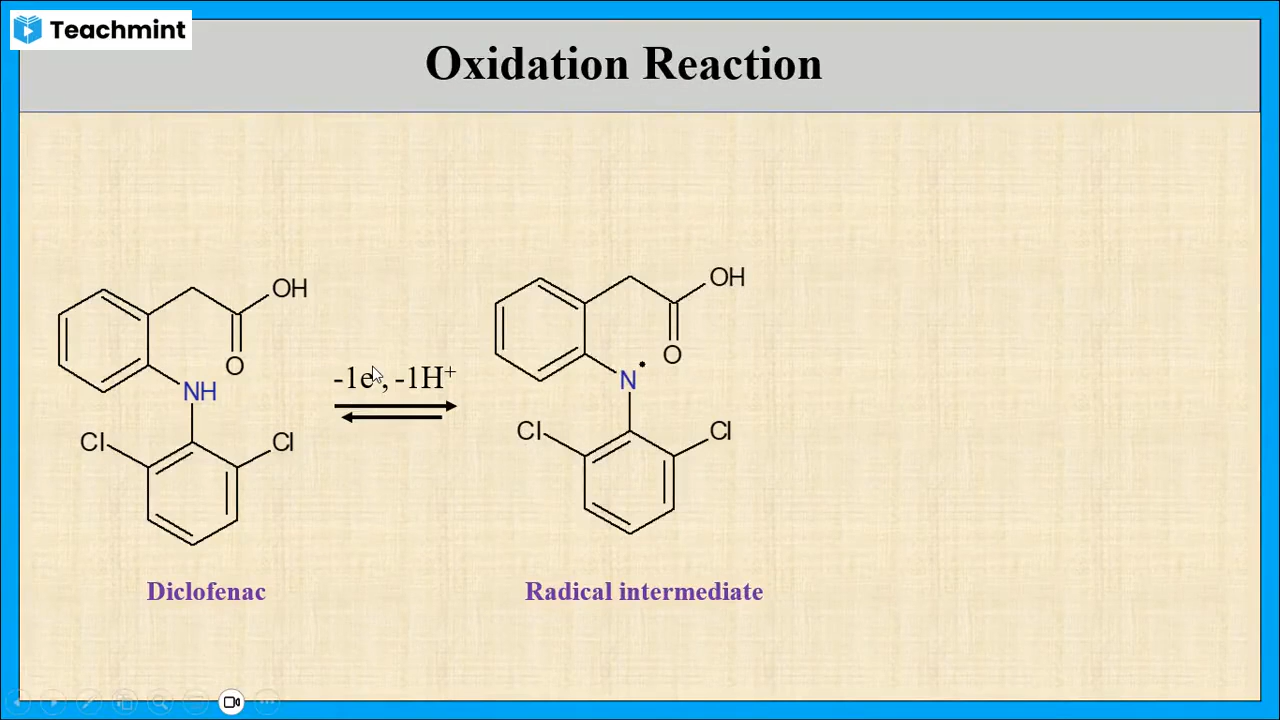 Teachmint
Oxidation Reaction
OH
O
NH
Cl
Cl
Diclofenac
-1e, -1H⁺
OH
O
N
Cl
Cl
Radical intermediate